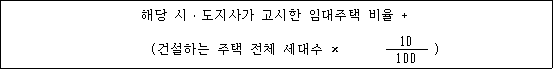 해당 시·도지사가 고시한 임대주택 비율 +
(건설하는 주택 전체 세대수 × 10/100 )